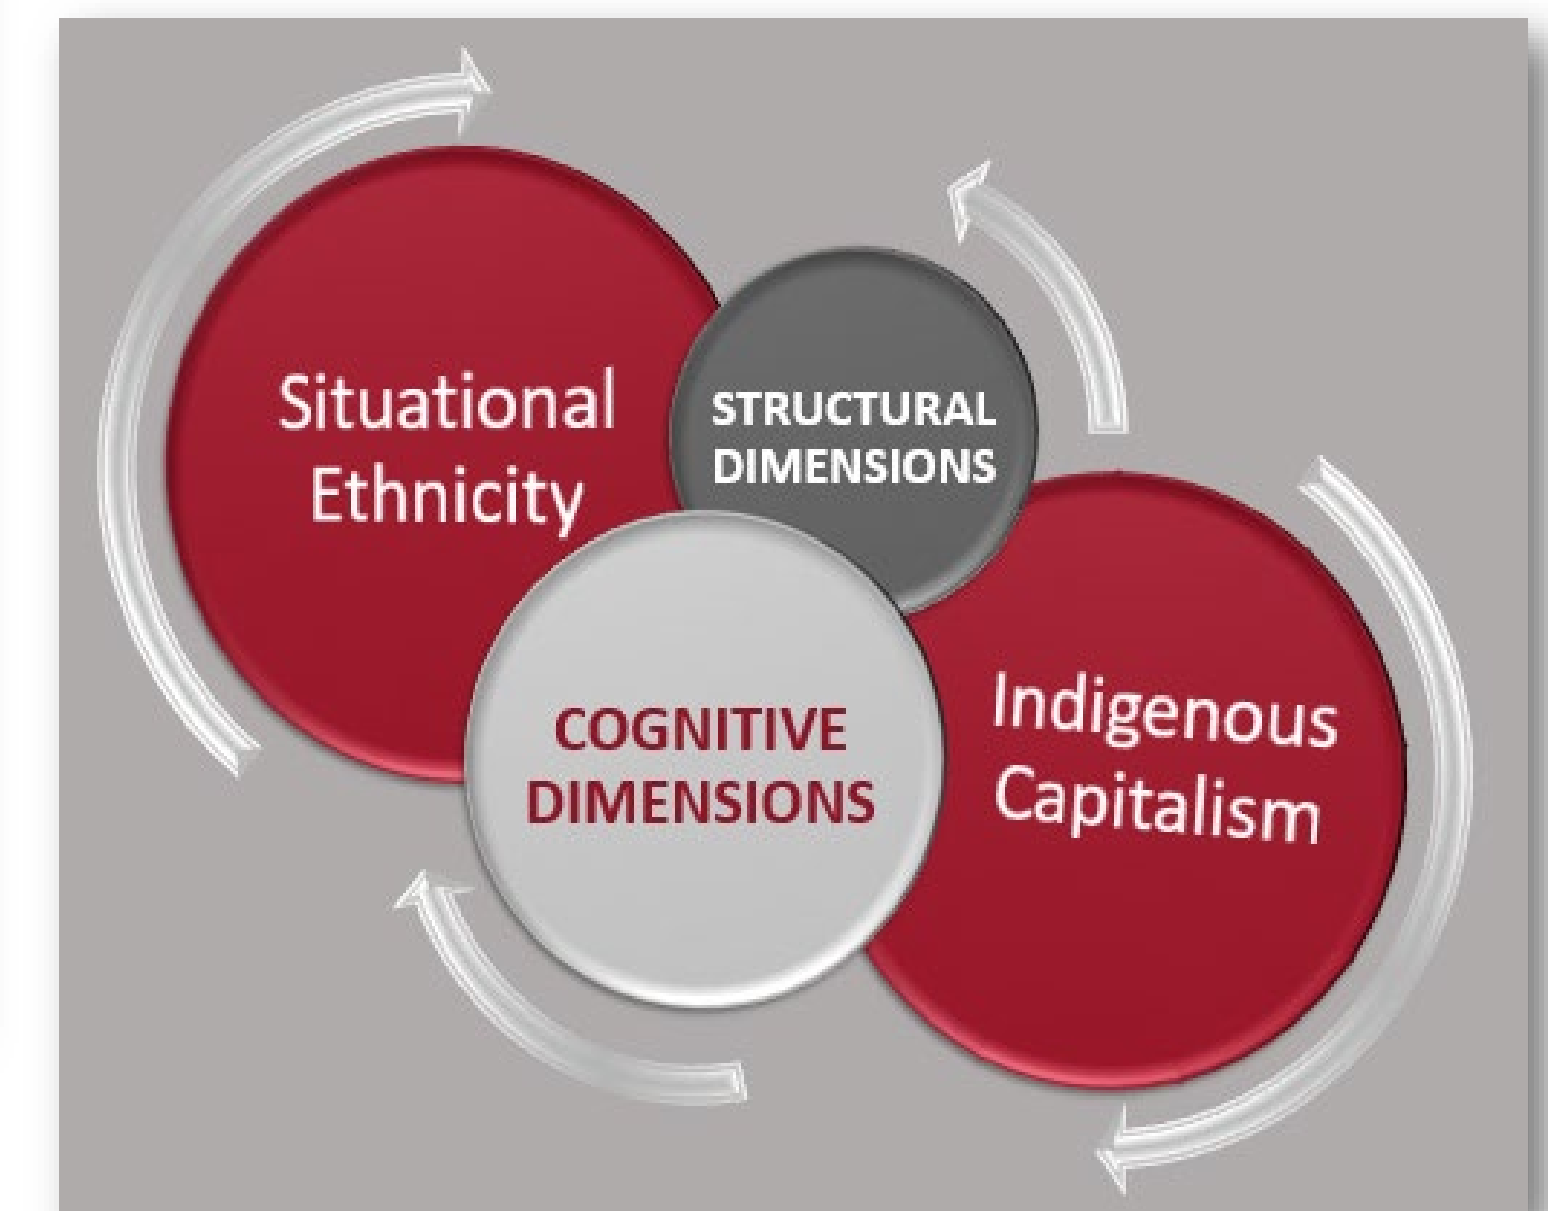 Situational
Ethnicity
STRUCTURAL
DIMENSIONS
COGNITIVE
DIMENSIONS
Indigenous
Capitalism